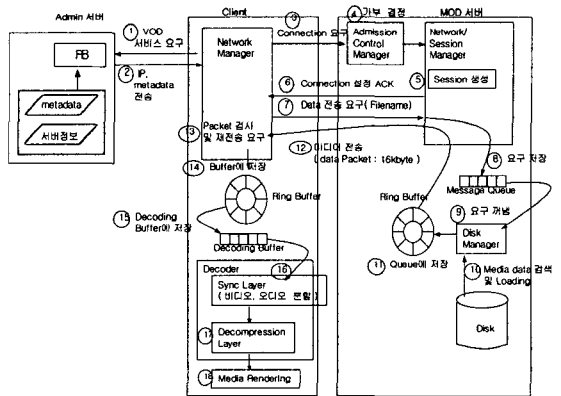 Admin 서버
Client
MOD 서버
① VOD
서비스 요구
② IP,
metadata
전송
metadata
서버정보
Network
Manager
③
Connection 요구
④ 가부 결정
Admission
Control
Manager
Network/
Session
Manager
⑤ Session 생성
⑥ Connection 설정 ACK
⑦ Data 전송 요구( Filename)
⑬ Packet 검사
및 재전송 요구
⑫ 미디어 전송
( data Packet : 16kbyte )
⑧ 요구 저장
Message Queue
⑭ Buffer에 저장
Ring Buffer
Ring Buffer
⑨ 요구 꺼냄
Disk
Manager
⑮ Decoding
Buffer에 저장
Decoding Buffer
⑪ Queue에 저장
⑩ Media data 검색
및 Loading
Disk
Decoder
⑯
Sync Layer
( 비디오, 오디오 분할 )
⑰ Decompression
Layer
⑱ Media Rendering